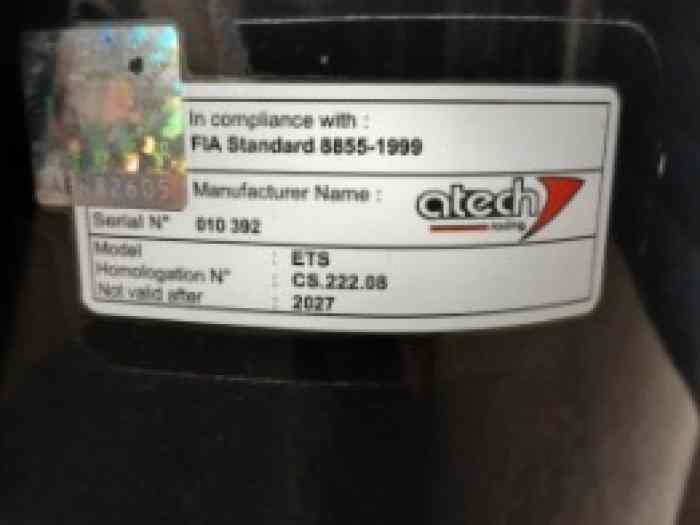 In compliance with :
FIA Standard 8855-1999
Manufacturer Name :
atech
racing
Serial N° 010 392
Model : ETS
Homologation N° : CS.222.08
Not valid after : 2027